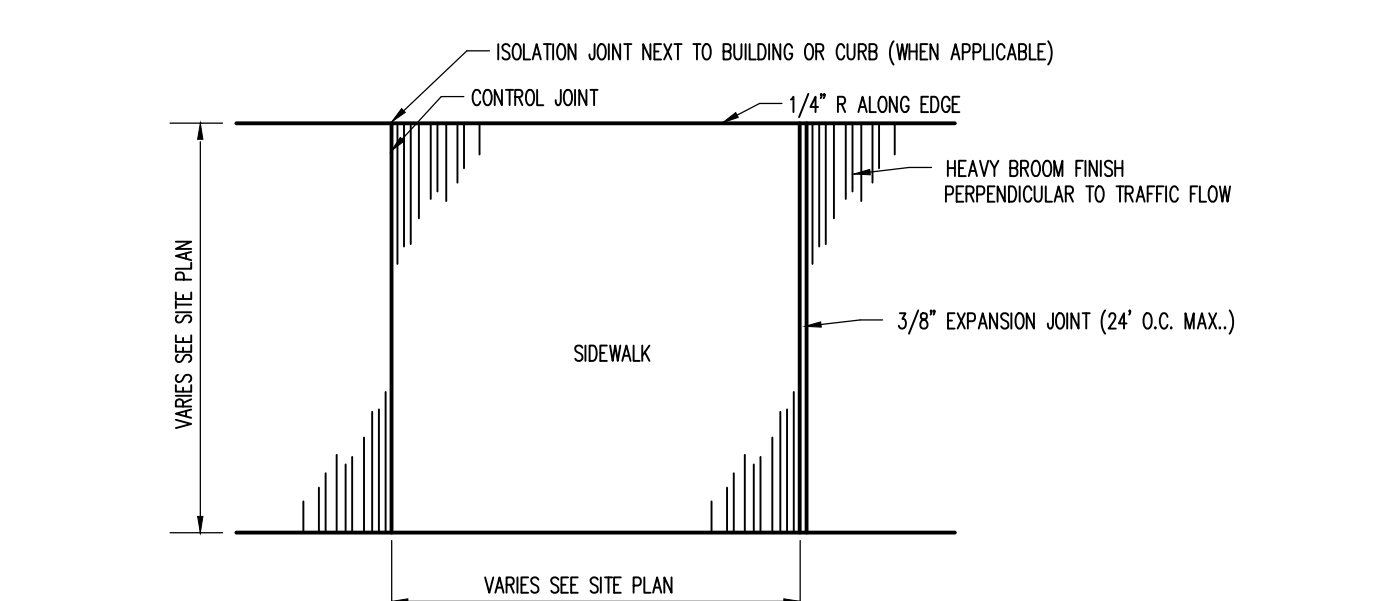 ISOLATION JOINT NEXT TO BUILDING OR CURB (WHEN APPLICABLE)
CONTROL JOINT
1/4" R ALONG EDGE
HEAVY BROOM FINISH
PERPENDICULAR TO TRAFFIC FLOW
VARIES SEE SITE PLAN
3/8" EXPANSION JOINT (24' O.C. MAX..)
SIDEWALK
VARIES SEE SITE PLAN